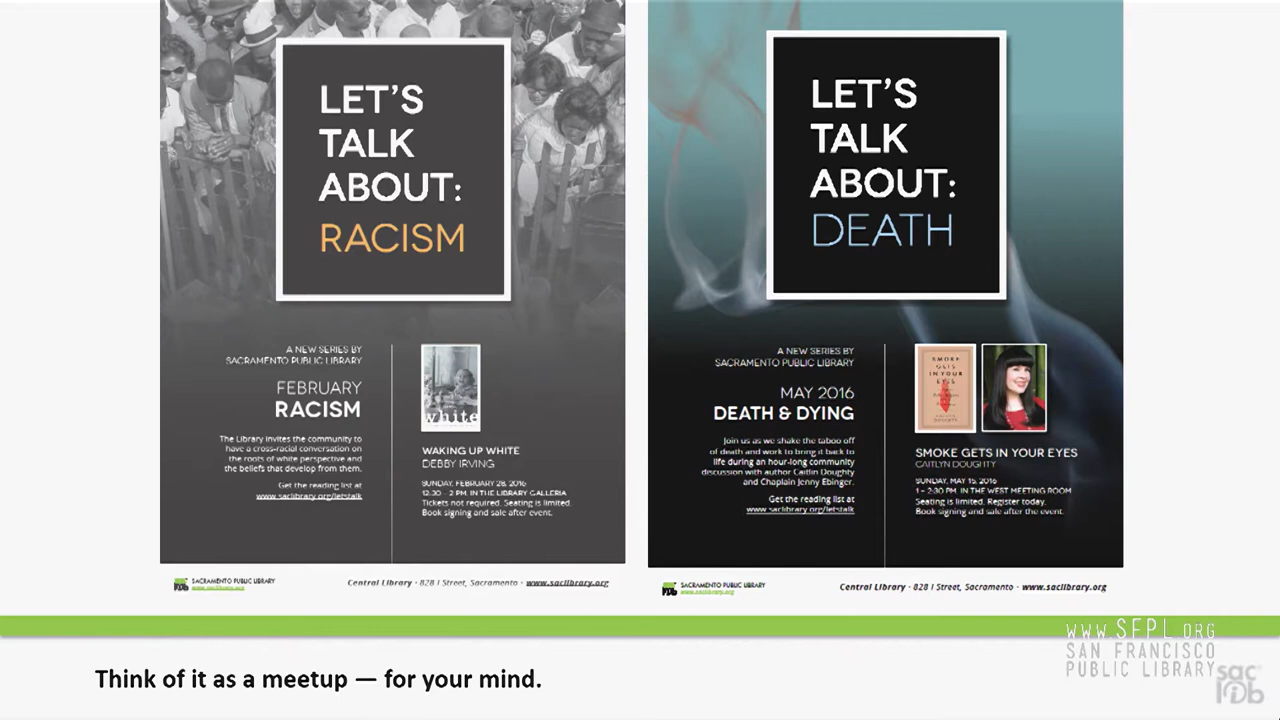 LET'S
TALK
ABOUT:
RACISM
A NEW SERIES BY
SACRAMENTO PUBLIC LIBRARY
FEBRUARY
RACISM
The Library invites the community to
have a cross-racial conversation on
the roots of white perspective and
the beliefs that develop from them.
Get the reading list at
www.saclibrary.org/letstalk
white
WAKING UP WHITE
DEBBY IRVING
SUNDAY, FEBRUARY 28, 2016
12:30 - 2 PM, IN THE LIBRARY GALLERIA
Tickets not required. Seating is limited.
Book signing and sale after event.
SACRAMENTO PUBLIC LIBRARY
www.saclibrary.org
Central Library - 828 I Street, Sacramento - www.saclibrary.org
LET'S
TALK
ABOUT:
DEATH
A NEW SERIES BY
SACRAMENTO PUBLIC LIBRARY
MAY 2016
DEATH & DYING
Join us as we shake the taboo off
of death and work to bring it back to
life during an hour-long community
discussion with author Caitlin Doughty
and Chaplain Jenny Ebinger.
Get the reading list at
www.saclibrary.org/letstalk
SMOKE
GETS
IN YOUR
EYES
SMOKE GETS IN YOUR EYES
CAITLYN DOUGHTY
SUNDAY, MAY 15, 2016
1 - 2:30 PM, IN THE WEST MEETING ROOM
Seating is limited. Register today.
Book signing and sale after the event.
SACRAMENTO PUBLIC LIBRARY
www.saclibrary.org
Central Library - 828 I Street, Sacramento - www.saclibrary.org
Think of it as a meetup — for your mind.
WWW.SFPL.ORG
SAN FRANCISCO
PUBLIC LIBRARY
sac